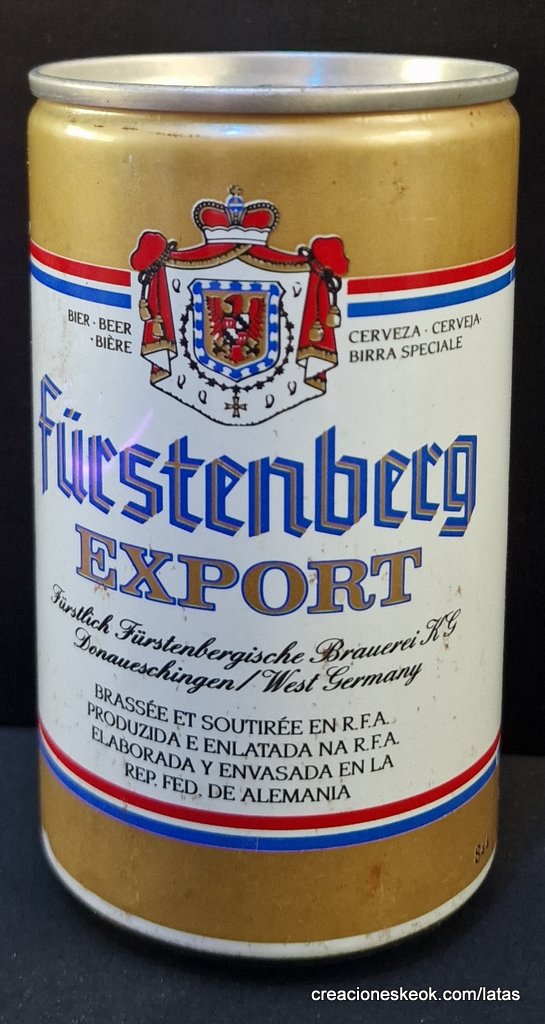 BIER · BEER
· BIÈRE
CERVEZA · CERVEJA·
BIRRA SPECIALE
fürstenberg
EXPORT
Fürstlich Fürstenbergische Brauerei KG
Donaueschingen/West Germany
BRASSÉE ET SOUTIRÉE EN R.F.A.
PRODUZIDA E ENLATADA NA R.F.A.
ELABORADA Y ENVASADA EN LA
REP. FED. DE ALEMANIA
creacioneskeok.com/latas